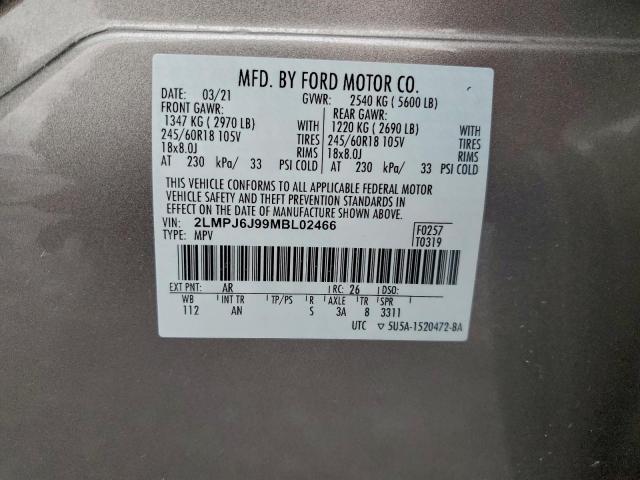 MFD. BY FORD MOTOR CO.
DATE: 03/21 GVWR: 2540 KG ( 5600 LB)
FRONT GAWR: REAR GAWR:
1347 KG ( 2970 LB) WITH 1220 KG ( 2690 LB) WITH
245/60R18 105V TIRES 245/60R18 105V TIRES
18x8.0J RIMS 18x8.0J RIMS
AT 230 kPa/ 33 PSI COLD AT 230 kPa/ 33 PSI COLD
THIS VEHICLE CONFORMS TO ALL APPLICABLE FEDERAL MOTOR
VEHICLE SAFETY AND THEFT PREVENTION STANDARDS IN
EFFECT ON THE DATE OF MANUFACTURE SHOWN ABOVE.
VIN: 2LMPJ6J99MBL02466 F0257
TYPE: MPV T0319
EXT PNT: AR RC: 26 DSO:
WB INT TR TP/PS R AXLE TR SPR
112 AN S 3A 8 3311
UTC ▽ 5U5A-1520472-BA